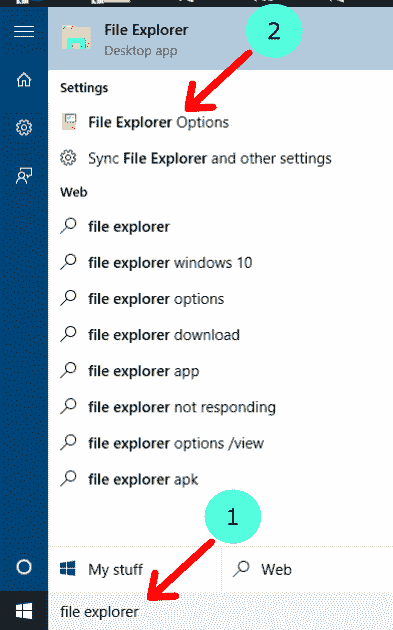 File Explorer
Desktop app
2
Settings
File Explorer Options
Sync File Explorer and other settings
Web
file explorer
file explorer windows 10
file explorer options
file explorer download
file explorer app
file explorer not responding
file explorer options /view
file explorer apk
1
My stuff
Web
file explorer